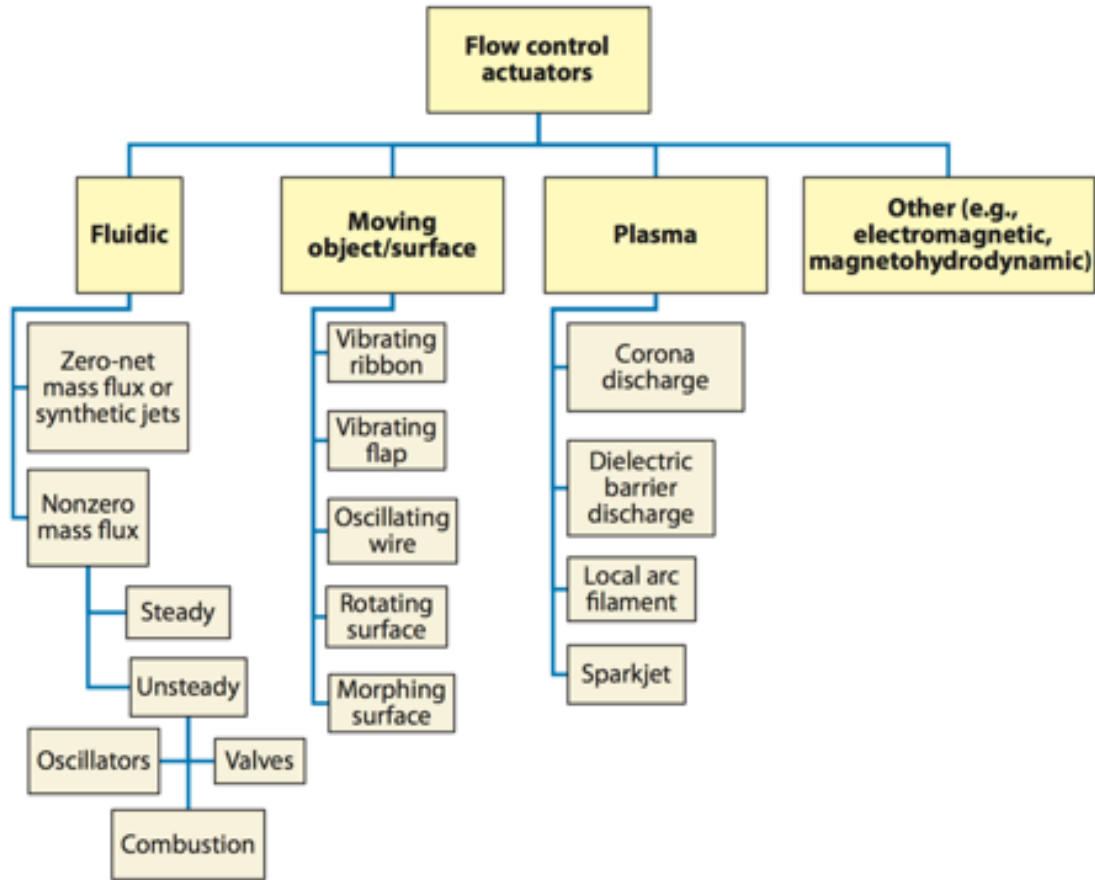 Flow control
actuators
Fluidic
Moving
object/surface
Plasma
Other (e.g.,
electromagnetic,
magnetohydrodynamic)
Zero-net
mass flux or
synthetic jets
Nonzero
mass flux
Steady
Unsteady
Oscillators
Valves
Combustion
Vibrating
ribbon
Vibrating
flap
Oscillating
wire
Rotating
surface
Morphing
surface
Corona
discharge
Dielectric
barrier
discharge
Local arc
filament
Sparkjet